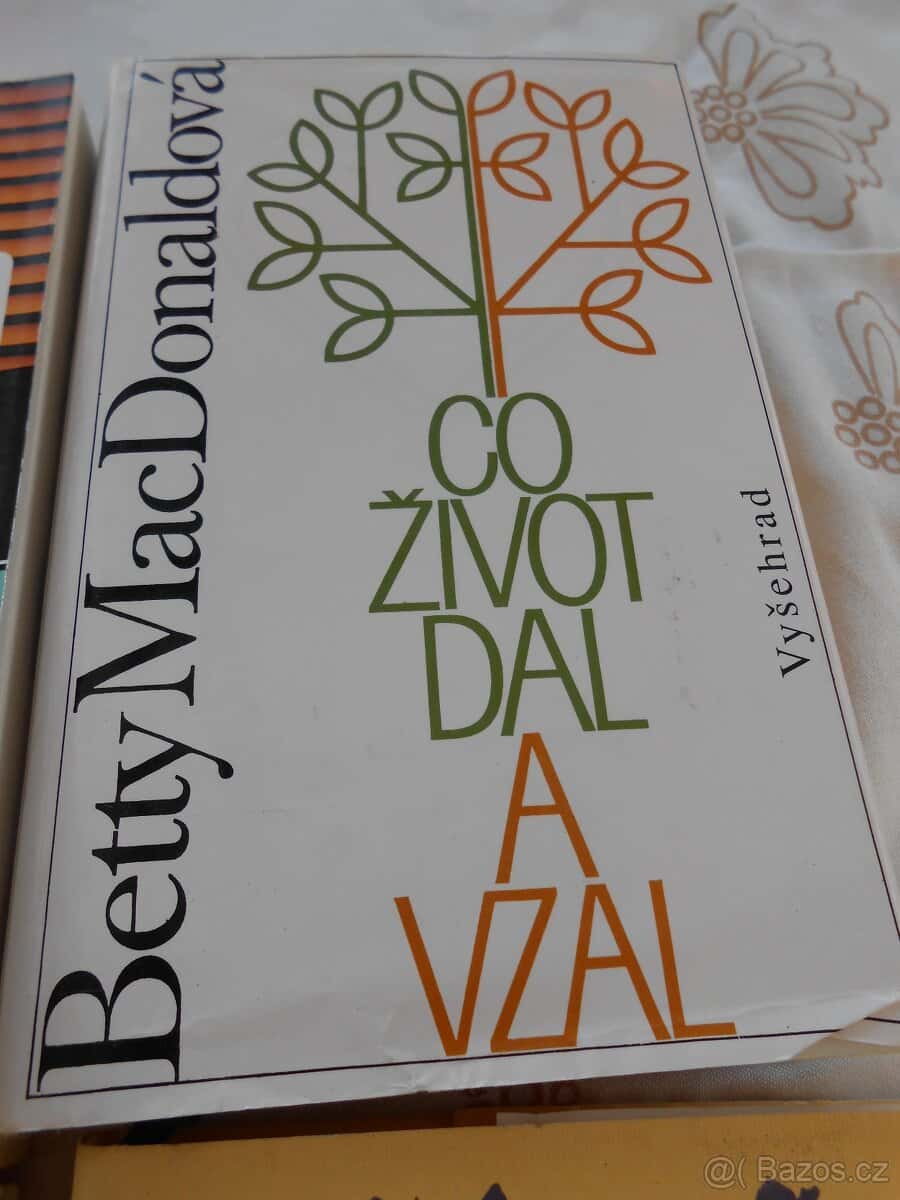 Betty MacDonaldová
CO
ŽIVOT
DAL
A
VZAL
Vyšehrad
@( Bazos.cz